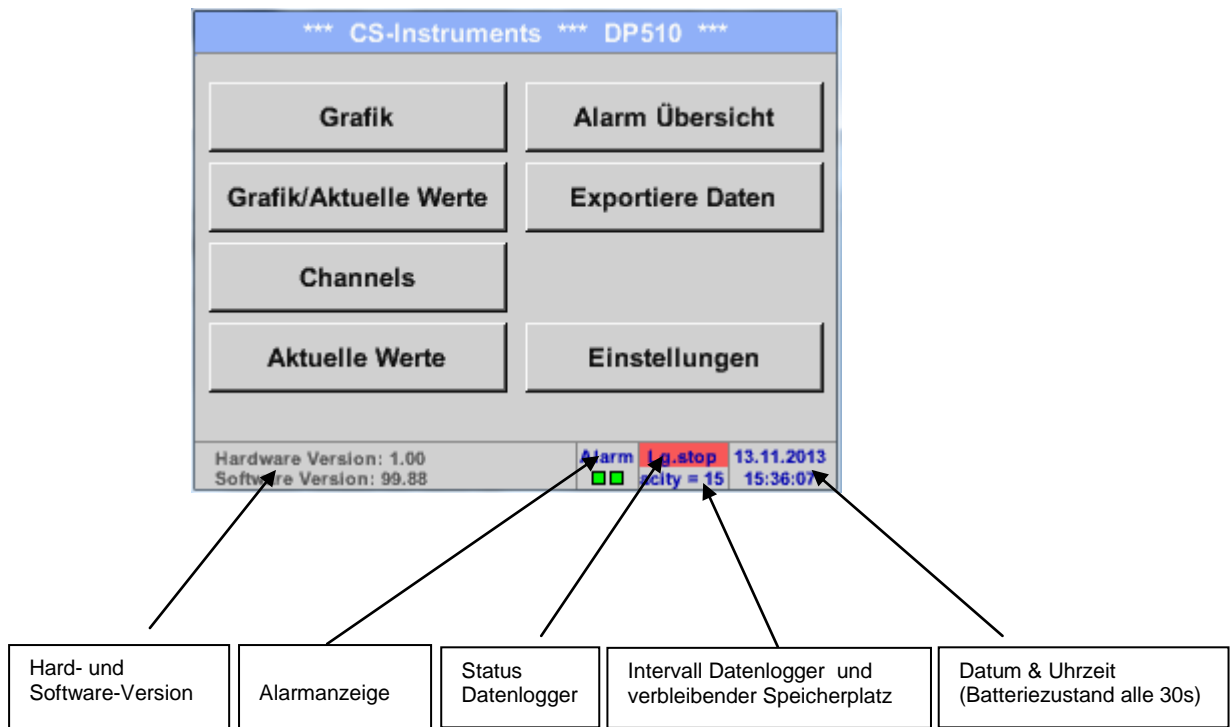 *** CS-Instruments *** DP510 ***
Grafik
Alarm Übersicht
Grafik/Aktuelle Werte
Exportiere Daten
Channels
Aktuelle Werte
Einstellungen
Hardware Version: 1.00
Software Version: 99.88
Alarm
Lg.stop
acity = 15
13.11.2013
15:36:07
Hard- und
Software-Version
Alarmanzeige
Status
Datenlogger
Intervall Datenlogger und
verbleibender Speicherplatz
Datum & Uhrzeit
(Batteriezustand alle 30s)